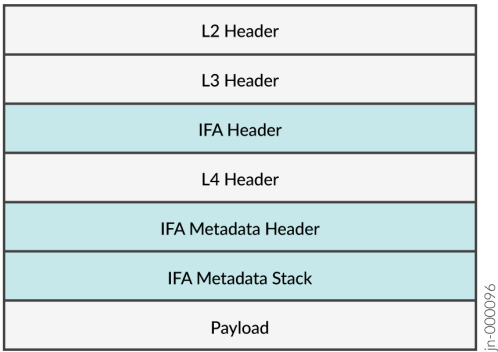 L2 Header
L3 Header
IFA Header
L4 Header
IFA Metadata Header
IFA Metadata Stack
Payload
jn-000096